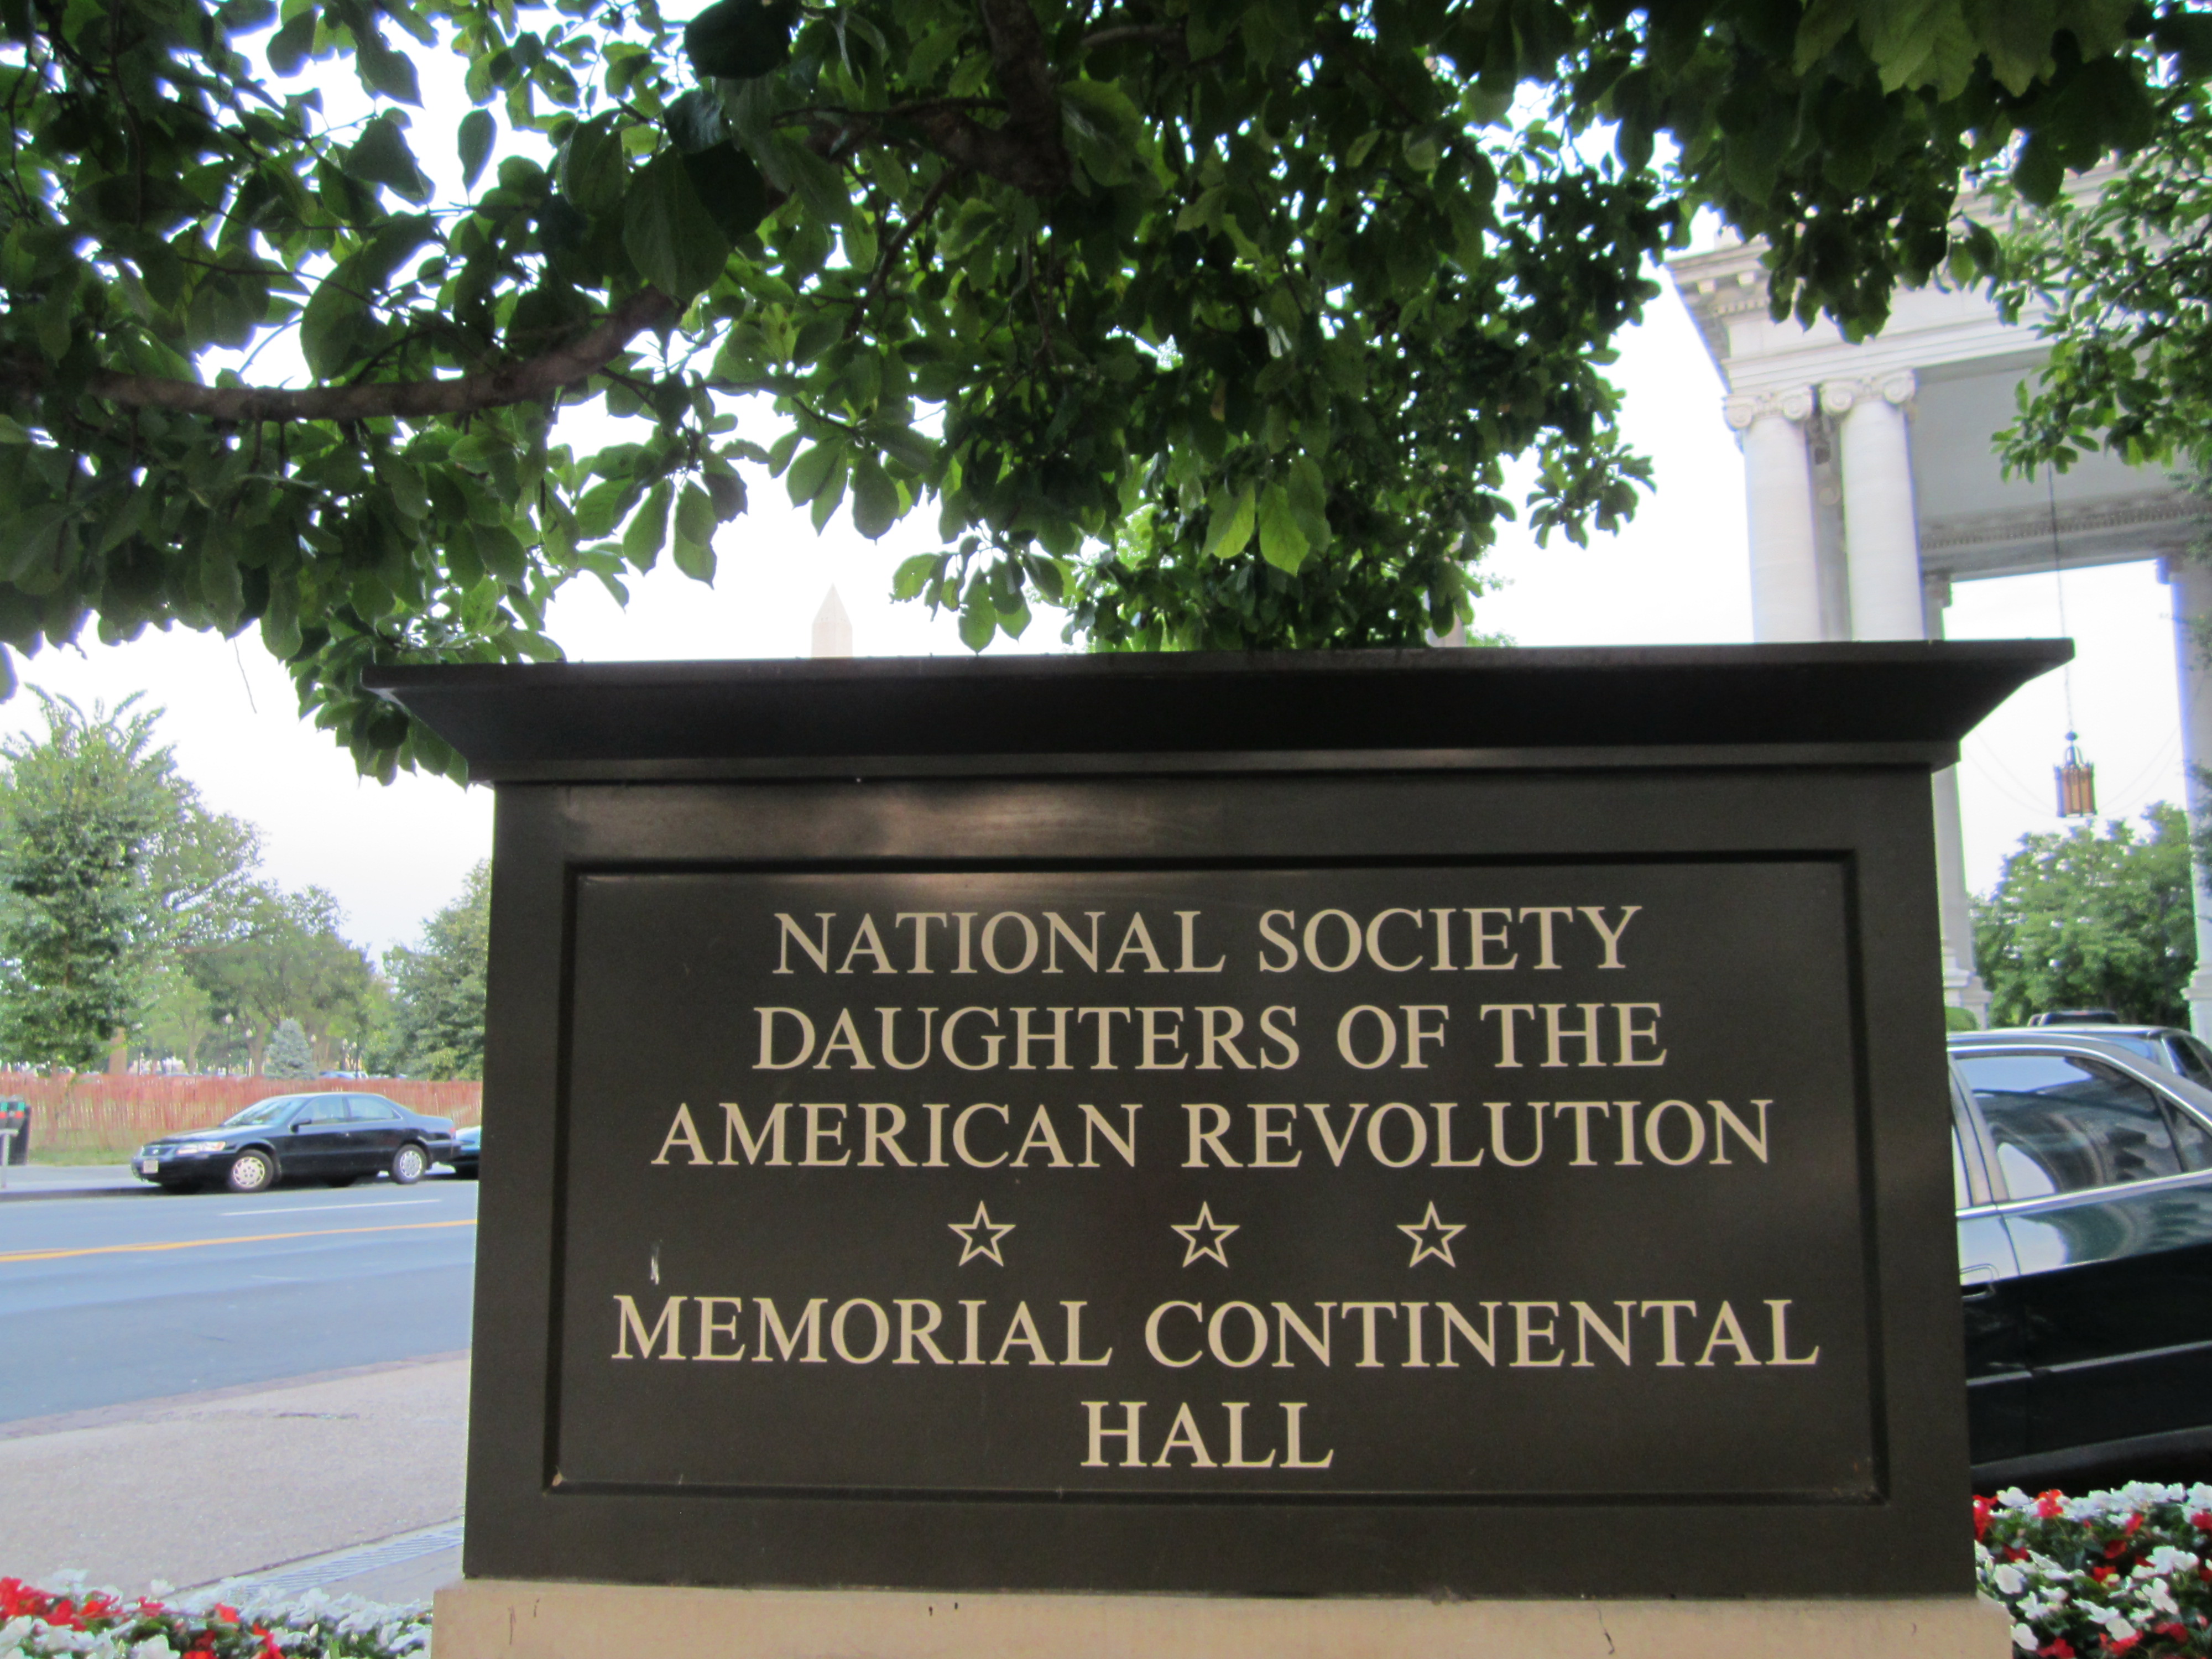 NATIONAL SOCIETY
DAUGHTERS OF THE
AMERICAN REVOLUTION
MEMORIAL CONTINENTAL
HALL